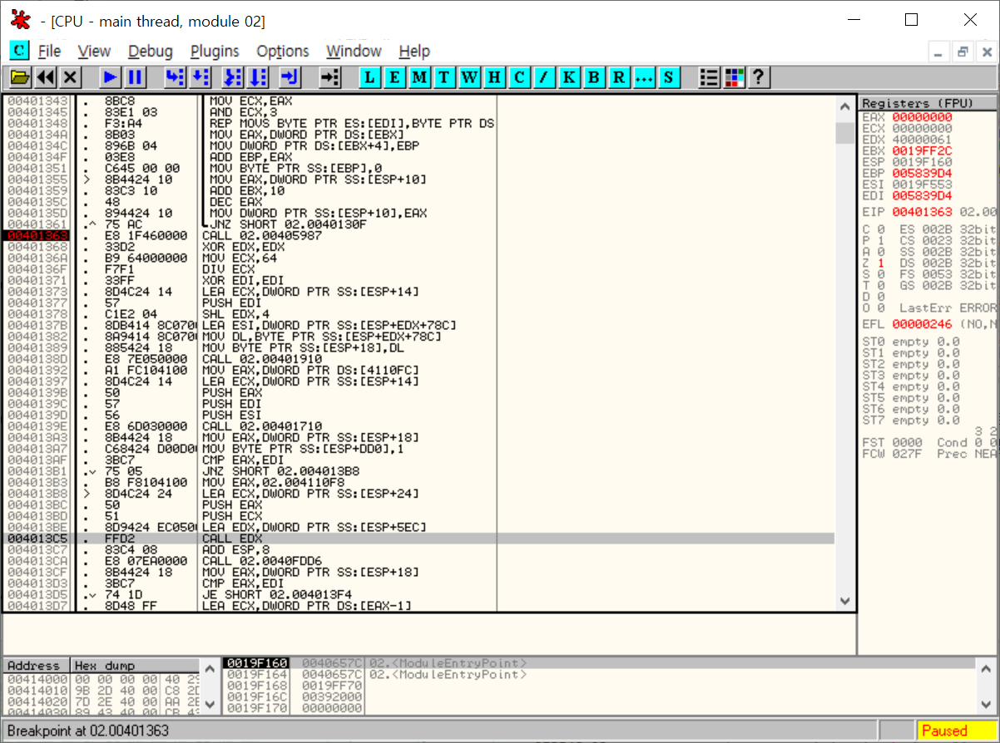 - [CPU - main thread, module 02]
C File View Debug Plugins Options Window Help
L E M T W H C / K B R ... S ?
00401343 . 8BC8 MOV ECX,EAX
00401345 . 83E1 03 AND ECX,3
00401348 . F3:A4 REP MOVS BYTE PTR ES:[EDI],BYTE PTR DS
0040134A . 8B03 MOV EAX,DWORD PTR DS:[EBX]
0040134C . 896B 04 MOV DWORD PTR DS:[EBX+4],EBP
0040134F . 03E8 ADD EBP,EAX
00401351 . C645 00 00 MOV BYTE PTR SS:[EBP],0
00401355 > 8B4424 10 MOV EAX,DWORD PTR SS:[ESP+10]
00401359 . 83C3 10 ADD EBX,10
0040135C . 48 DEC EAX
0040135D . 894424 10 MOV DWORD PTR SS:[ESP+10],EAX
00401361 .^ 75 AC JNZ SHORT 02.0040130F
00401363 . E8 1F460000 CALL 02.00405987
00401368 . 33D2 XOR EDX,EDX
0040136A . B9 64000000 MOV ECX,64
0040136F . F7F1 DIV ECX
00401371 . 33FF XOR EDI,EDI
00401373 . 8D4C24 14 LEA ECX,DWORD PTR SS:[ESP+14]
00401377 . 57 PUSH EDI
00401378 . C1E2 04 SHL EDX,4
0040137B . 8DB414 8C070 LEA ESI,DWORD PTR SS:[ESP+EDX+78C]
00401382 . 8A9414 8C070 MOV DL,BYTE PTR SS:[ESP+EDX+78C]
00401389 . 885424 18 MOV BYTE PTR SS:[ESP+18],DL
0040138D . E8 7E050000 CALL 02.00401910
00401392 . A1 FC104100 MOV EAX,DWORD PTR DS:[4110FC]
00401397 . 8D4C24 14 LEA ECX,DWORD PTR SS:[ESP+14]
0040139B . 50 PUSH EAX
0040139C . 57 PUSH EDI
0040139D . 56 PUSH ESI
0040139E . E8 6D030000 CALL 02.00401710
004013A3 . 8B4424 18 MOV EAX,DWORD PTR SS:[ESP+18]
004013A7 . C68424 D00D0 MOV BYTE PTR SS:[ESP+DD0],1
004013AF . 3BC7 CMP EAX,EDI
004013B1 .v 75 05 JNZ SHORT 02.004013B8
004013B3 . B8 F8104100 MOV EAX,02.004110F8
004013B8 > 8D4C24 24 LEA ECX,DWORD PTR SS:[ESP+24]
004013BC . 50 PUSH EAX
004013BD . 51 PUSH ECX
004013BE . 8D9424 EC050 LEA EDX,DWORD PTR SS:[ESP+5EC]
004013C5 . FFD2 CALL EDX
004013C7 . 83C4 08 ADD ESP,8
004013CA . E8 07EA0000 CALL 02.0040FDD6
004013CF . 8B4424 18 MOV EAX,DWORD PTR SS:[ESP+18]
004013D3 . 3BC7 CMP EAX,EDI
004013D5 .v 74 1D JE SHORT 02.004013F4
004013D7 . 8D48 FF LEA ECX,DWORD PTR DS:[EAX-1]
Registers (FPU)
EAX 00000000
ECX 00000000
EDX 40000061
EBX 0019FF2C
ESP 0019F160
EBP 005839D4
ESI 0019F553
EDI 005839D4
EIP 00401363 02.00
C 0 ES 002B 32bit
P 1 CS 0023 32bit
A 0 SS 002B 32bit
Z 1 DS 002B 32bit
S 0 FS 0053 32bit
T 0 GS 002B 32bit
D 0
O 0 LastErr ERROR
EFL 00000246 (NO,N
ST0 empty 0.0
ST1 empty 0.0
ST2 empty 0.0
ST3 empty 0.0
ST4 empty 0.0
ST5 empty 0.0
ST6 empty 0.0
ST7 empty 0.0
3 2
FST 0000 Cond 0 0
FCW 027F Prec NEA
Address Hex dump
00414000 00 00 00 00 40 29
00414010 9B 2D 40 00 C8 2D
00414020 7D 2E 40 00 AA 2E
00414030 89 43 40 00 CB 43
0019F160 0040657C 02.<ModuleEntryPoint>
0019F164 0040657C 02.<ModuleEntryPoint>
0019F168 0019FF70
0019F16C 00392000
0019F170 00000000
Breakpoint at 02.00401363
Paused